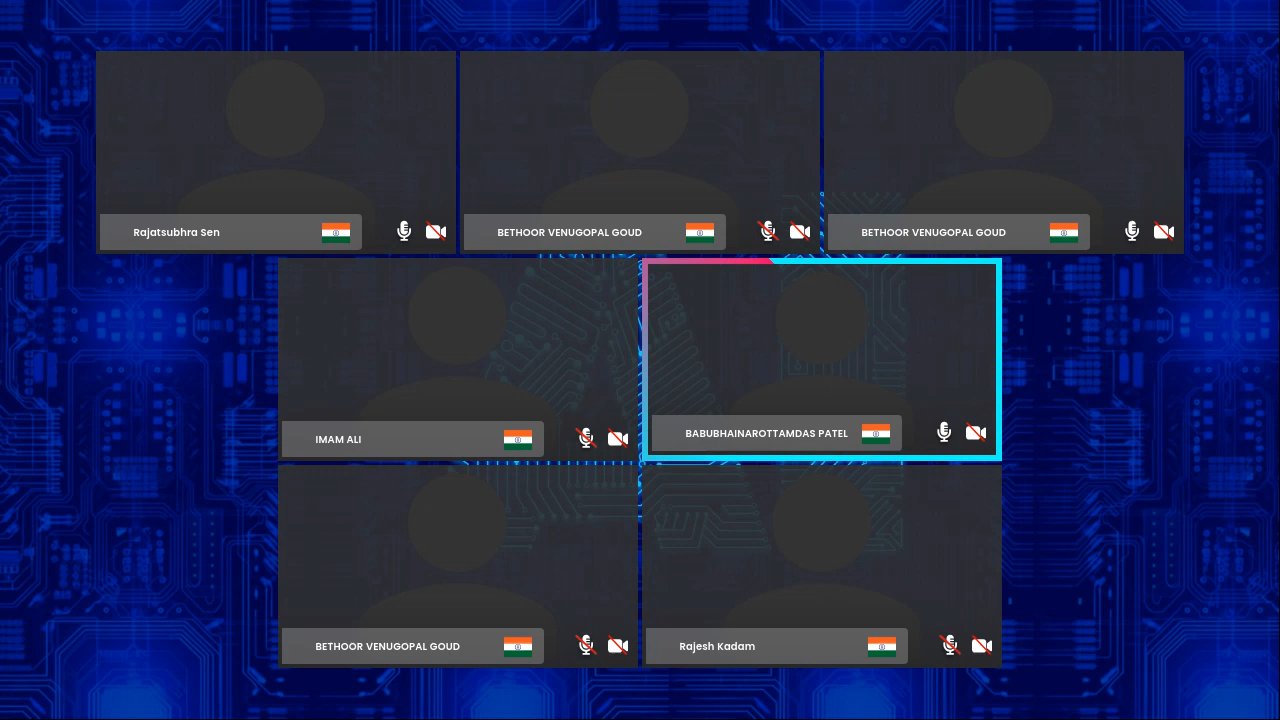 Rajatsubhra Sen
BETHOOR VENUGOPAL GOUD
BETHOOR VENUGOPAL GOUD
IMAM ALI
BABUBHAINAROTTAMDAS PATEL
BETHOOR VENUGOPAL GOUD
Rajesh Kadam